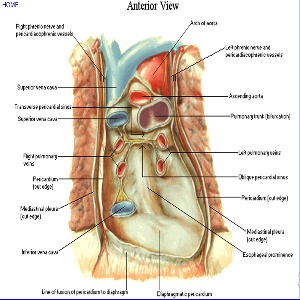 HOME
Anterior View
Right phrenic nerve and
pericardiacophrenic vessels
Arch of aorta
Left phrenic nerve and
pericardiacophrenic vessels
Superior vena cava
Ascending aorta
Transverse pericardial sinus
Superior vena cava
Pulmonary trunk (bifurcation)
Right pulmonary
veins
Left pulmonary veins
Pericardium
(cut edge)
Oblique pericardial sinus
Pericardium (cut edge)
Mediastinal pleura
(cut edge)
Mediastinal pleura
(cut edge)
Inferior vena cava
Esophageal prominence
Line of fusion of pericardium to diaphragm
Diaphragmatic pericardium